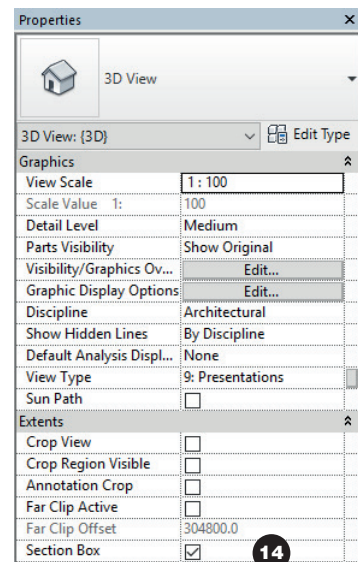 Properties X
3D View
3D View: {3D} Edit Type
Graphics
View Scale 1 : 100
Scale Value 1: 100
Detail Level Medium
Parts Visibility Show Original
Visibility/Graphics Ov... Edit...
Graphic Display Options Edit...
Discipline Architectural
Show Hidden Lines By Discipline
Default Analysis Displ... None
View Type 9: Presentations
Sun Path
Extents
Crop View
Crop Region Visible
Annotation Crop
Far Clip Active
Far Clip Offset 304800.0
Section Box 14